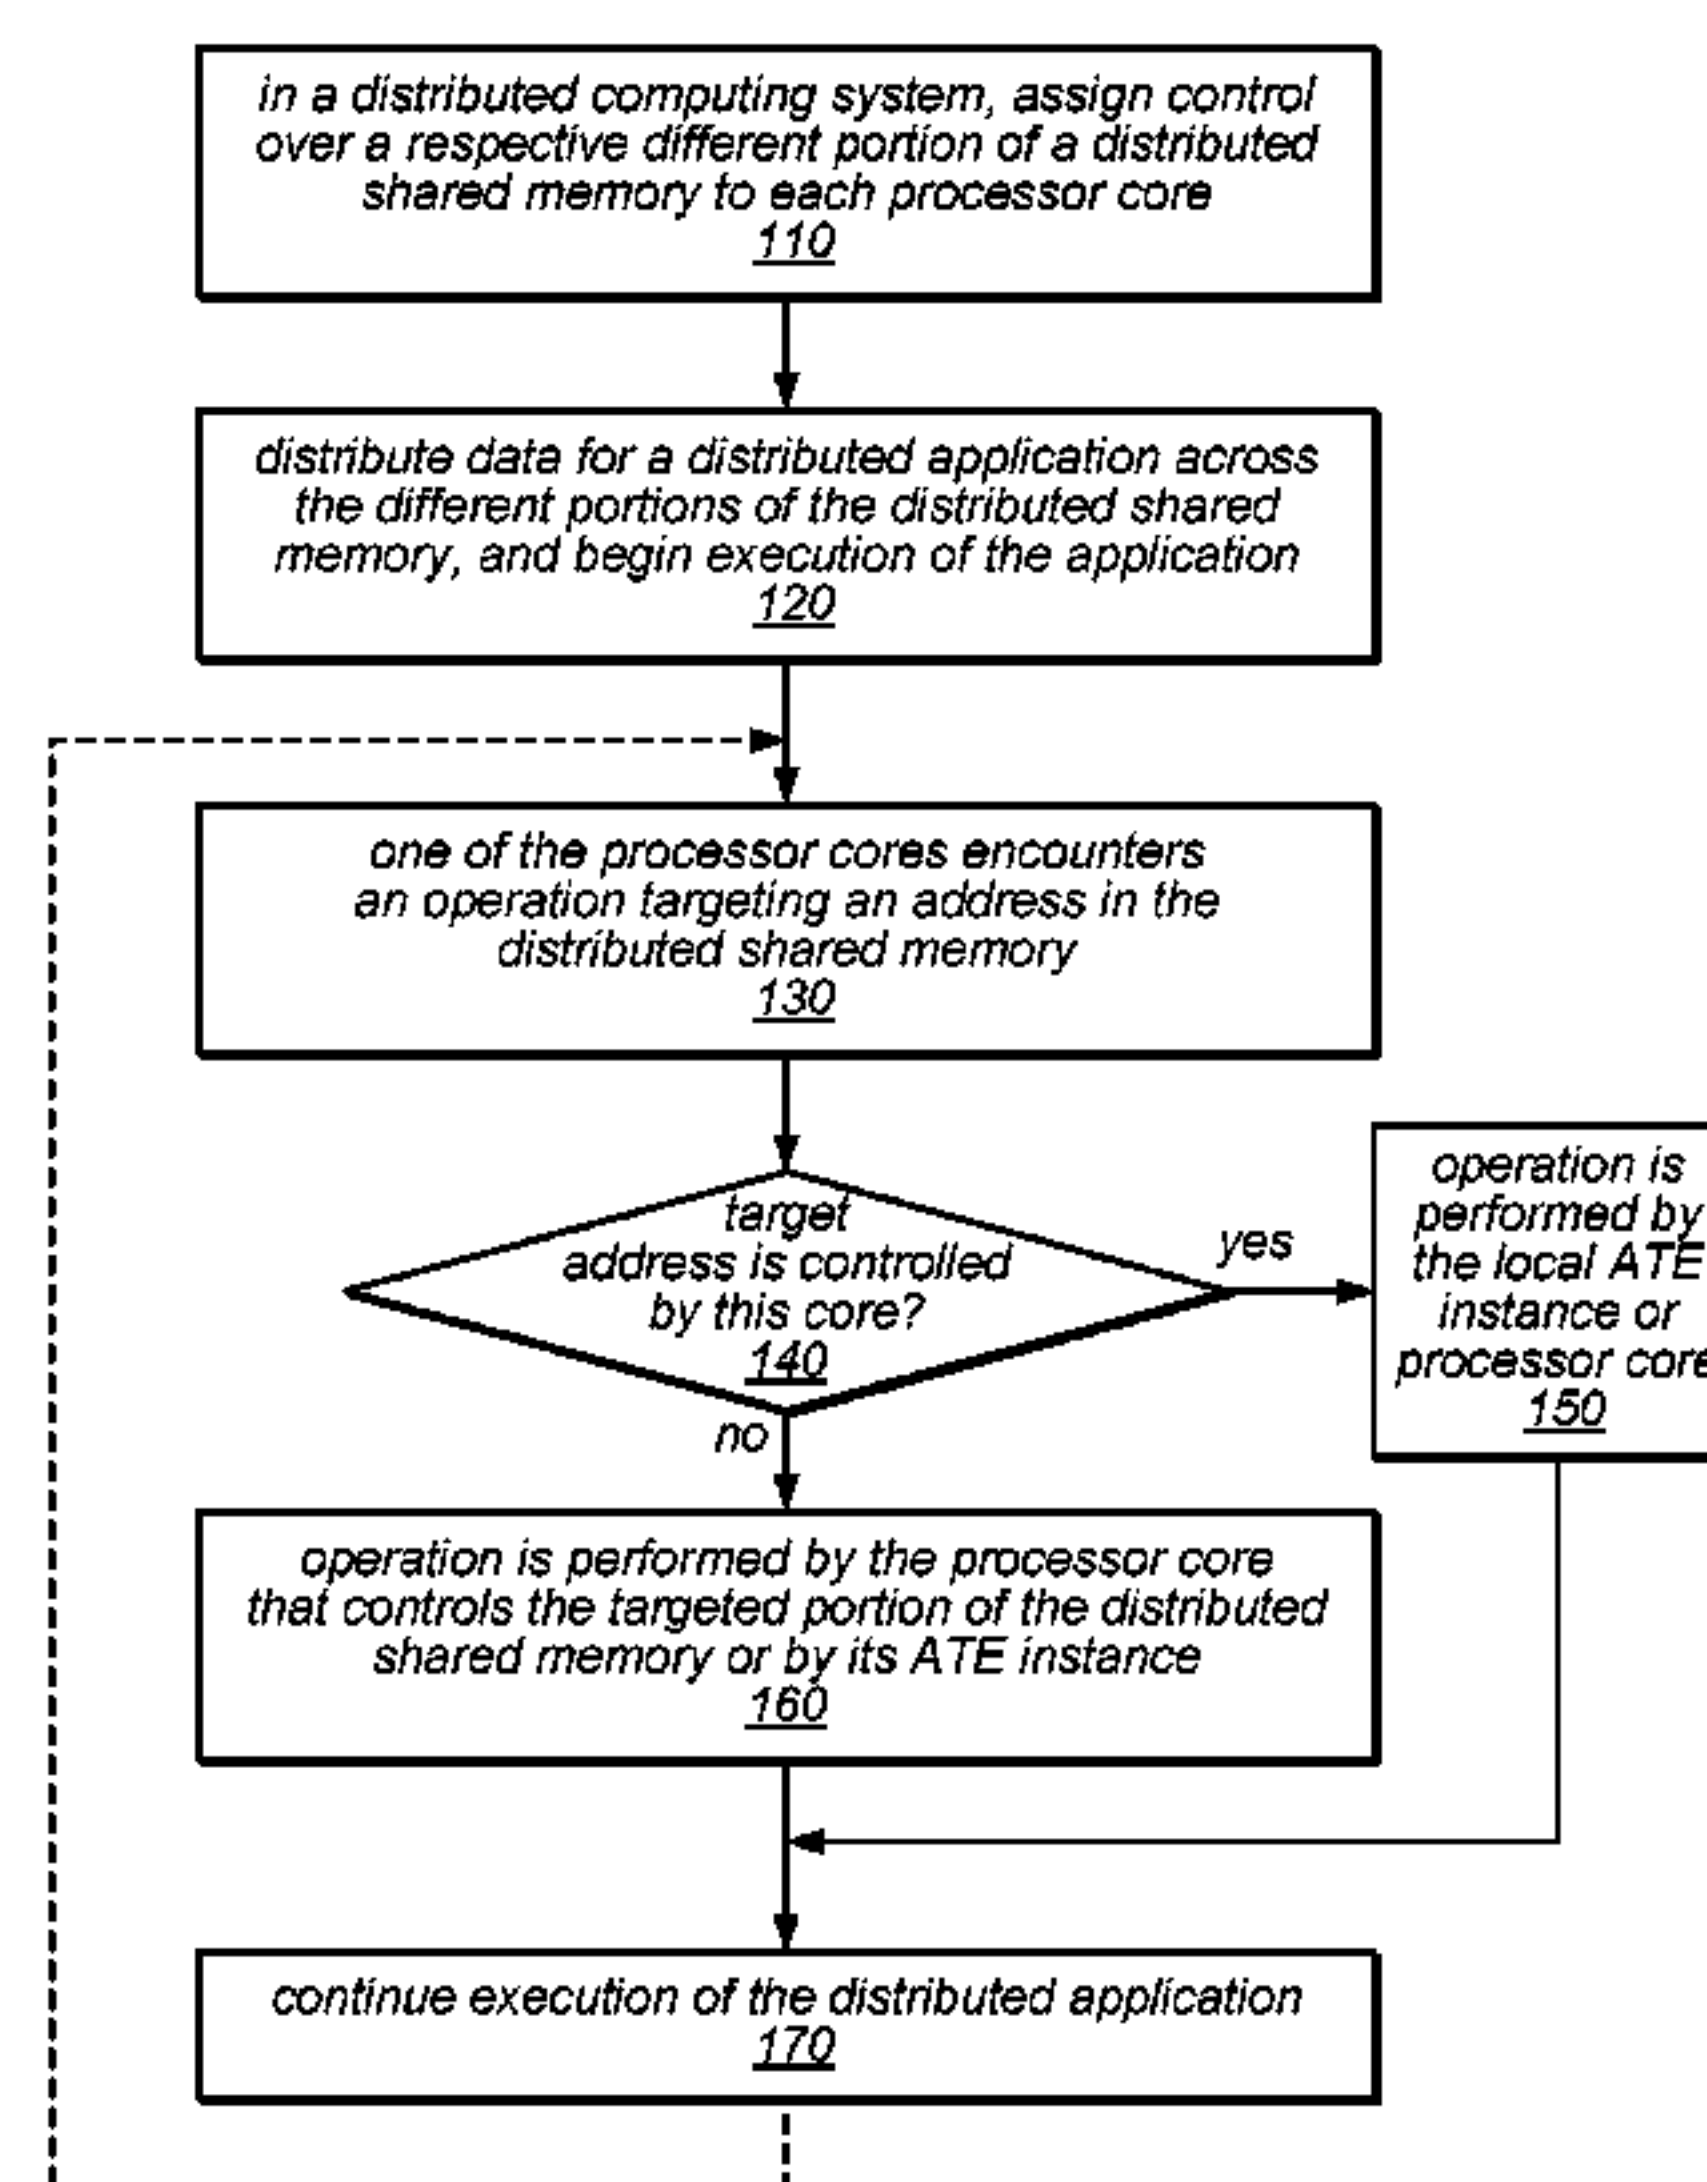 in a distributed computing system, assign control
over a respective different portion of a distributed
shared memory to each processor core
110
distribute data for a distributed application across
the different portions of the distributed shared
memory, and begin execution of the application
120
one of the processor cores encounters
an operation targeting an address in the
distributed shared memory
130
target
address is controlled
by this core?
140
yes
operation is
performed by
the local ATE
instance or
processor core
150
no
operation is performed by the processor core
that controls the targeted portion of the distributed
shared memory or by its ATE instance
160
continue execution of the distributed application
170